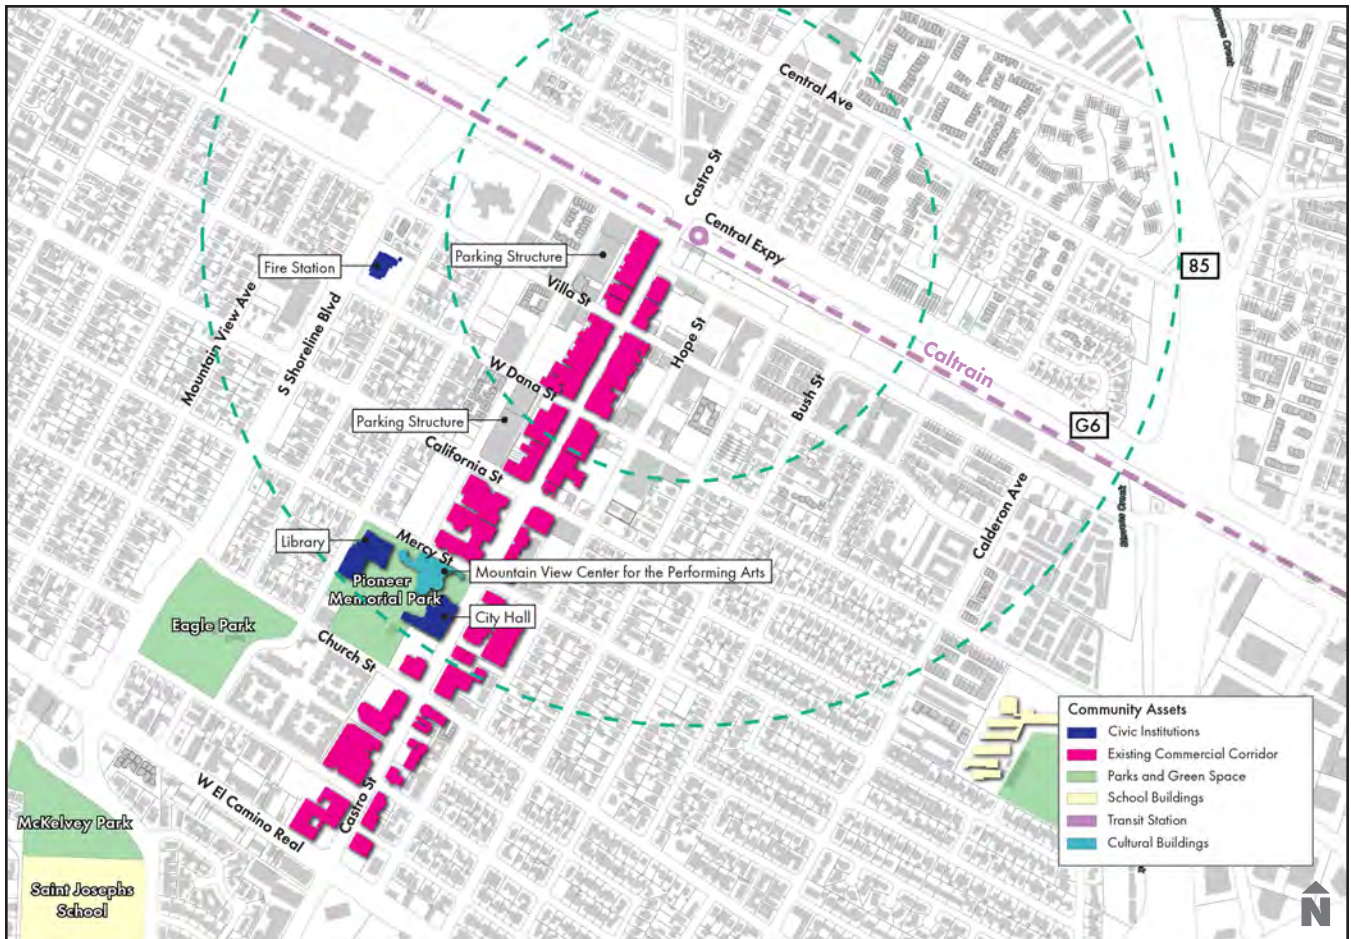 Stevens Creek
Central Ave
Castro St
Central Expy
Parking Structure
Fire Station
85
Villa St
Mountain View Ave
S Shoreline Blvd
Hope St
Caltrain
W Dana St
Bush St
Parking Structure
G6
California St
Calderon Ave
Stevens Creek
Library
Mercy St
Mountain View Center for the Performing Arts
Pioneer
Memorial Park
City Hall
Eagle Park
Church St
Community Assets
Civic Institutions
Existing Commercial Corridor
Parks and Green Space
School Buildings
Transit Station
Cultural Buildings
W El Camino Real
Castro St
McKelvey Park
Saint Josephs
School
N